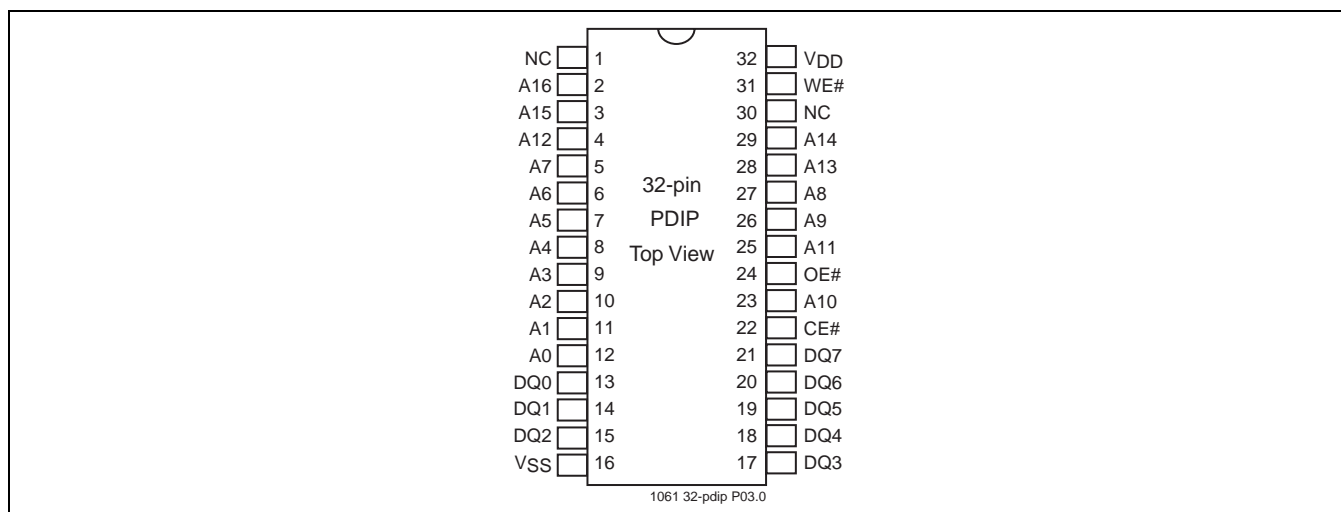 NC 1 32 VDD
A16 2 31 WE#
A15 3 30 NC
A12 4 29 A14
A7 5 28 A13
A6 6 32-pin 27 A8
A5 7 PDIP 26 A9
A4 8 Top View 25 A11
A3 9 24 OE#
A2 10 23 A10
A1 11 22 CE#
A0 12 21 DQ7
DQ0 13 20 DQ6
DQ1 14 19 DQ5
DQ2 15 18 DQ4
VSS 16 17 DQ3
1061 32-pdip P03.0